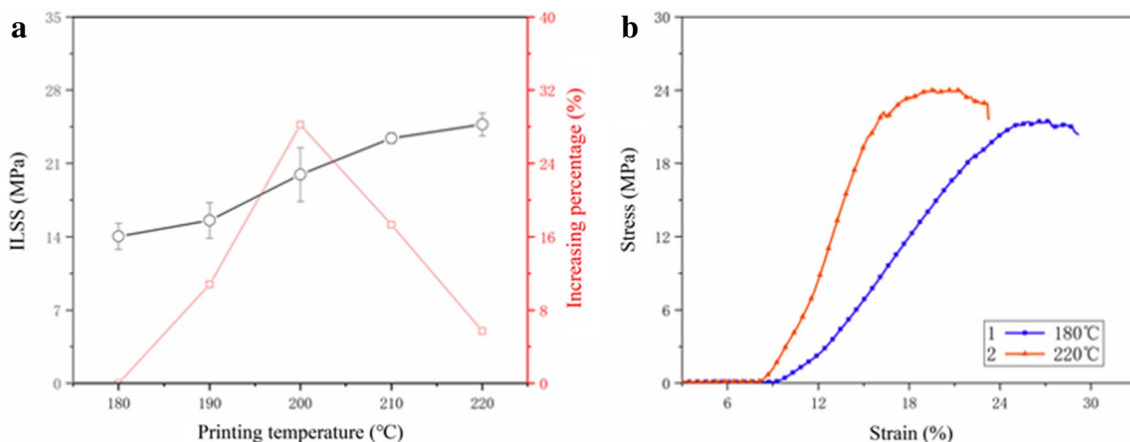 a
35
28
21
14
7
0
ILSS (MPa)
40
32
24
16
8
0
Increasing percentage (%)
180 190 200 210 220
Printing temperature (℃)
b
30
24
18
12
6
0
Stress (MPa)
1 180℃
2 220℃
6 12 18 24 30
Strain (%)